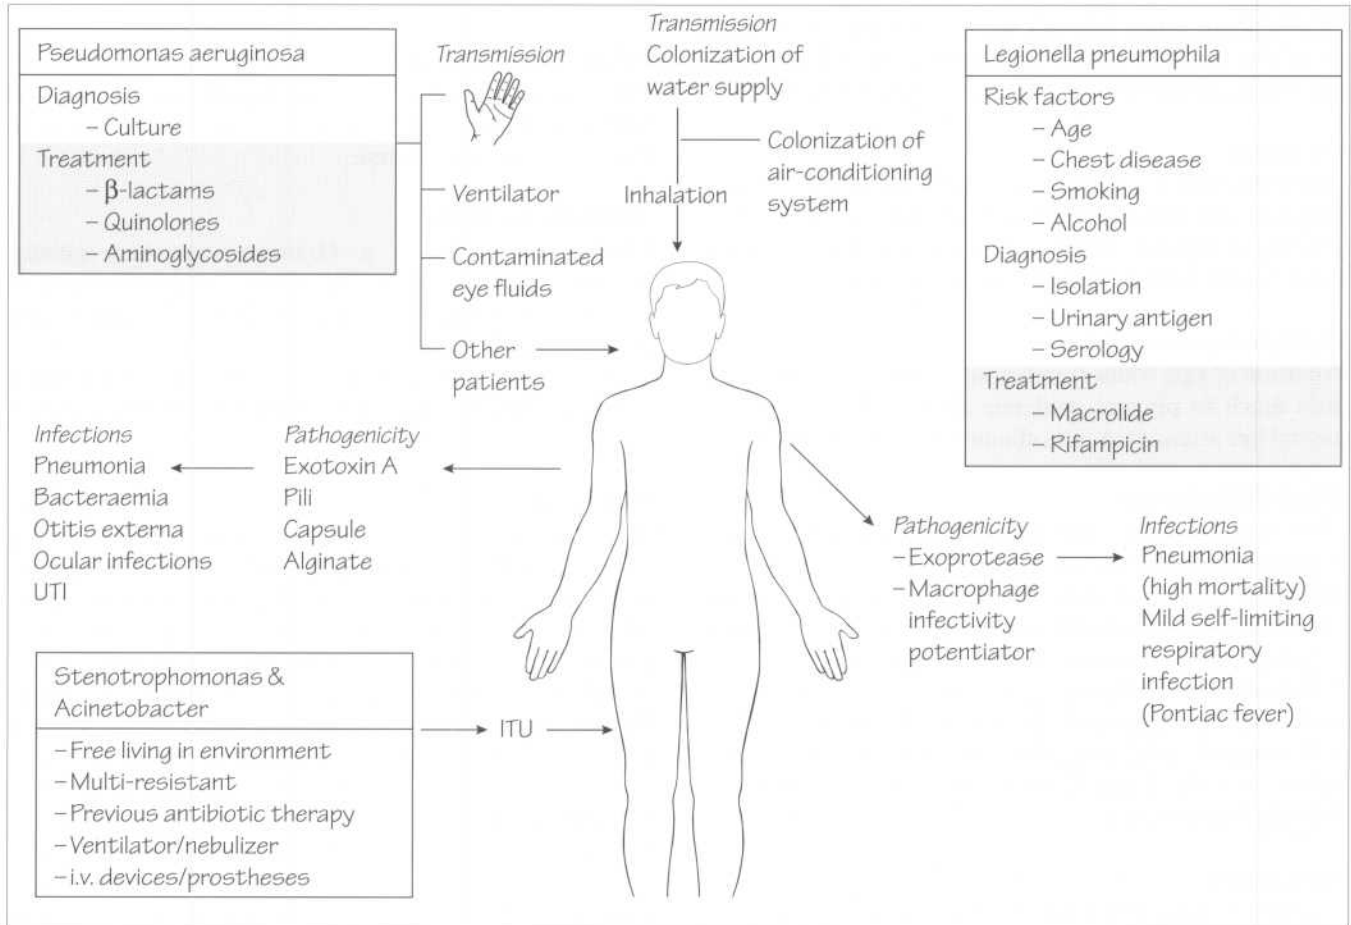 Pseudomonas aeruginosa
Diagnosis
– Culture
Treatment
– β-lactams
– Quinolones
– Aminoglycosides
Transmission
Ventilator
Contaminated
eye fluids
Other
patients
Transmission
Colonization of
water supply
Colonization of
air-conditioning
system
Inhalation
Legionella pneumophila
Risk factors
– Age
– Chest disease
– Smoking
– Alcohol
Diagnosis
– Isolation
– Urinary antigen
– Serology
Treatment
– Macrolide
– Rifampicin
Infections
Pneumonia
Bacteraemia
Otitis externa
Ocular infections
UTI
Pathogenicity
Exotoxin A
Pili
Capsule
Alginate
Pathogenicity
– Exoprotease
– Macrophage
infectivity
potentiator
Infections
Pneumonia
(high mortality)
Mild self-limiting
respiratory
infection
(Pontiac fever)
Stenotrophomonas &
Acinetobacter
– Free living in environment
– Multi-resistant
– Previous antibiotic therapy
– Ventilator/nebulizer
– i.v. devices/prostheses
ITU